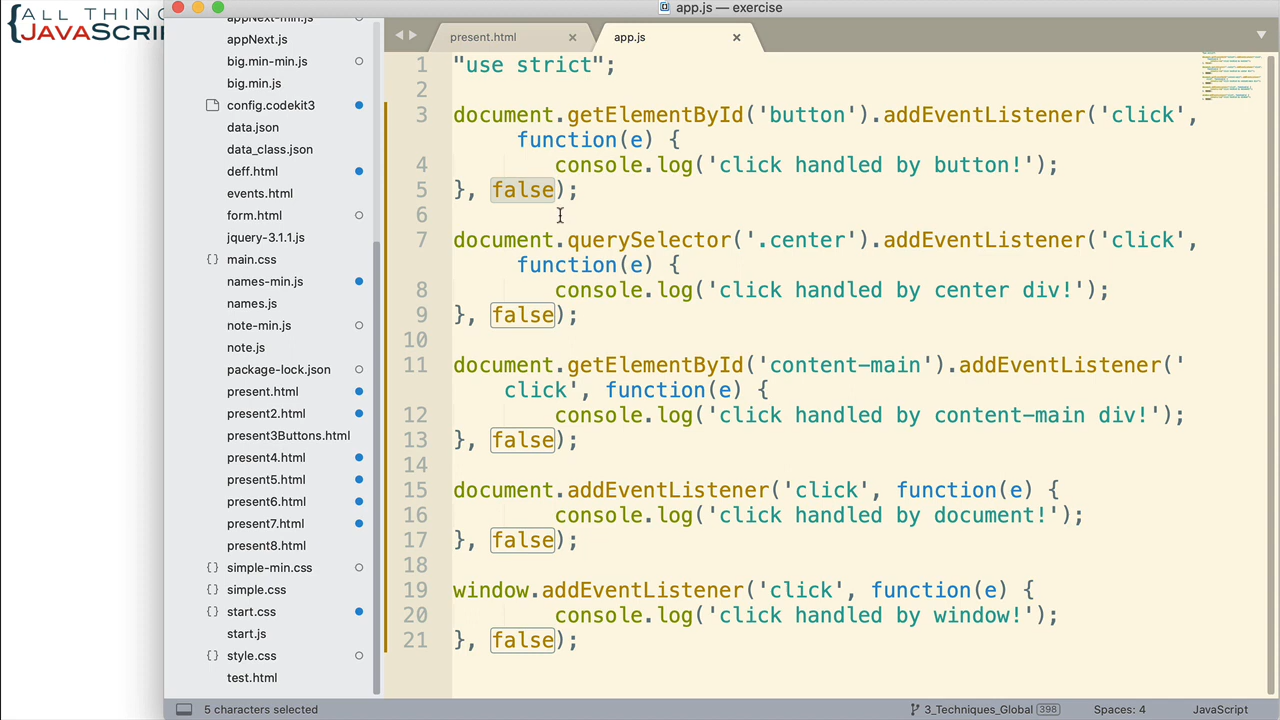 ALL THING
JAVASCRI
app.js — exercise
appNext-min.js
appNext.js
big.min-min.js
big.min.js
config.codekit3
data.json
data_class.json
deff.html
events.html
form.html
jquery-3.1.1.js
{} main.css
names-min.js
names.js
note-min.js
note.js
package-lock.json
present.html
present2.html
present3Buttons.html
present4.html
present5.html
present6.html
present7.html
present8.html
{} simple-min.css
{} simple.css
{} start.css
start.js
{} style.css
test.html
present.html ×
app.js ×
1 "use strict";
2
3 document.getElementById('button').addEventListener('click',
function(e) {
4 console.log('click handled by button!');
5 }, false);
6
7 document.querySelector('.center').addEventListener('click',
function(e) {
8 console.log('click handled by center div!');
9 }, false);
10
11 document.getElementById('content-main').addEventListener('
click', function(e) {
12 console.log('click handled by content-main div!');
13 }, false);
14
15 document.addEventListener('click', function(e) {
16 console.log('click handled by document!');
17 }, false);
18
19 window.addEventListener('click', function(e) {
20 console.log('click handled by window!');
21 }, false);
5 characters selected
3_Techniques_Global 398
Spaces: 4
JavaScript